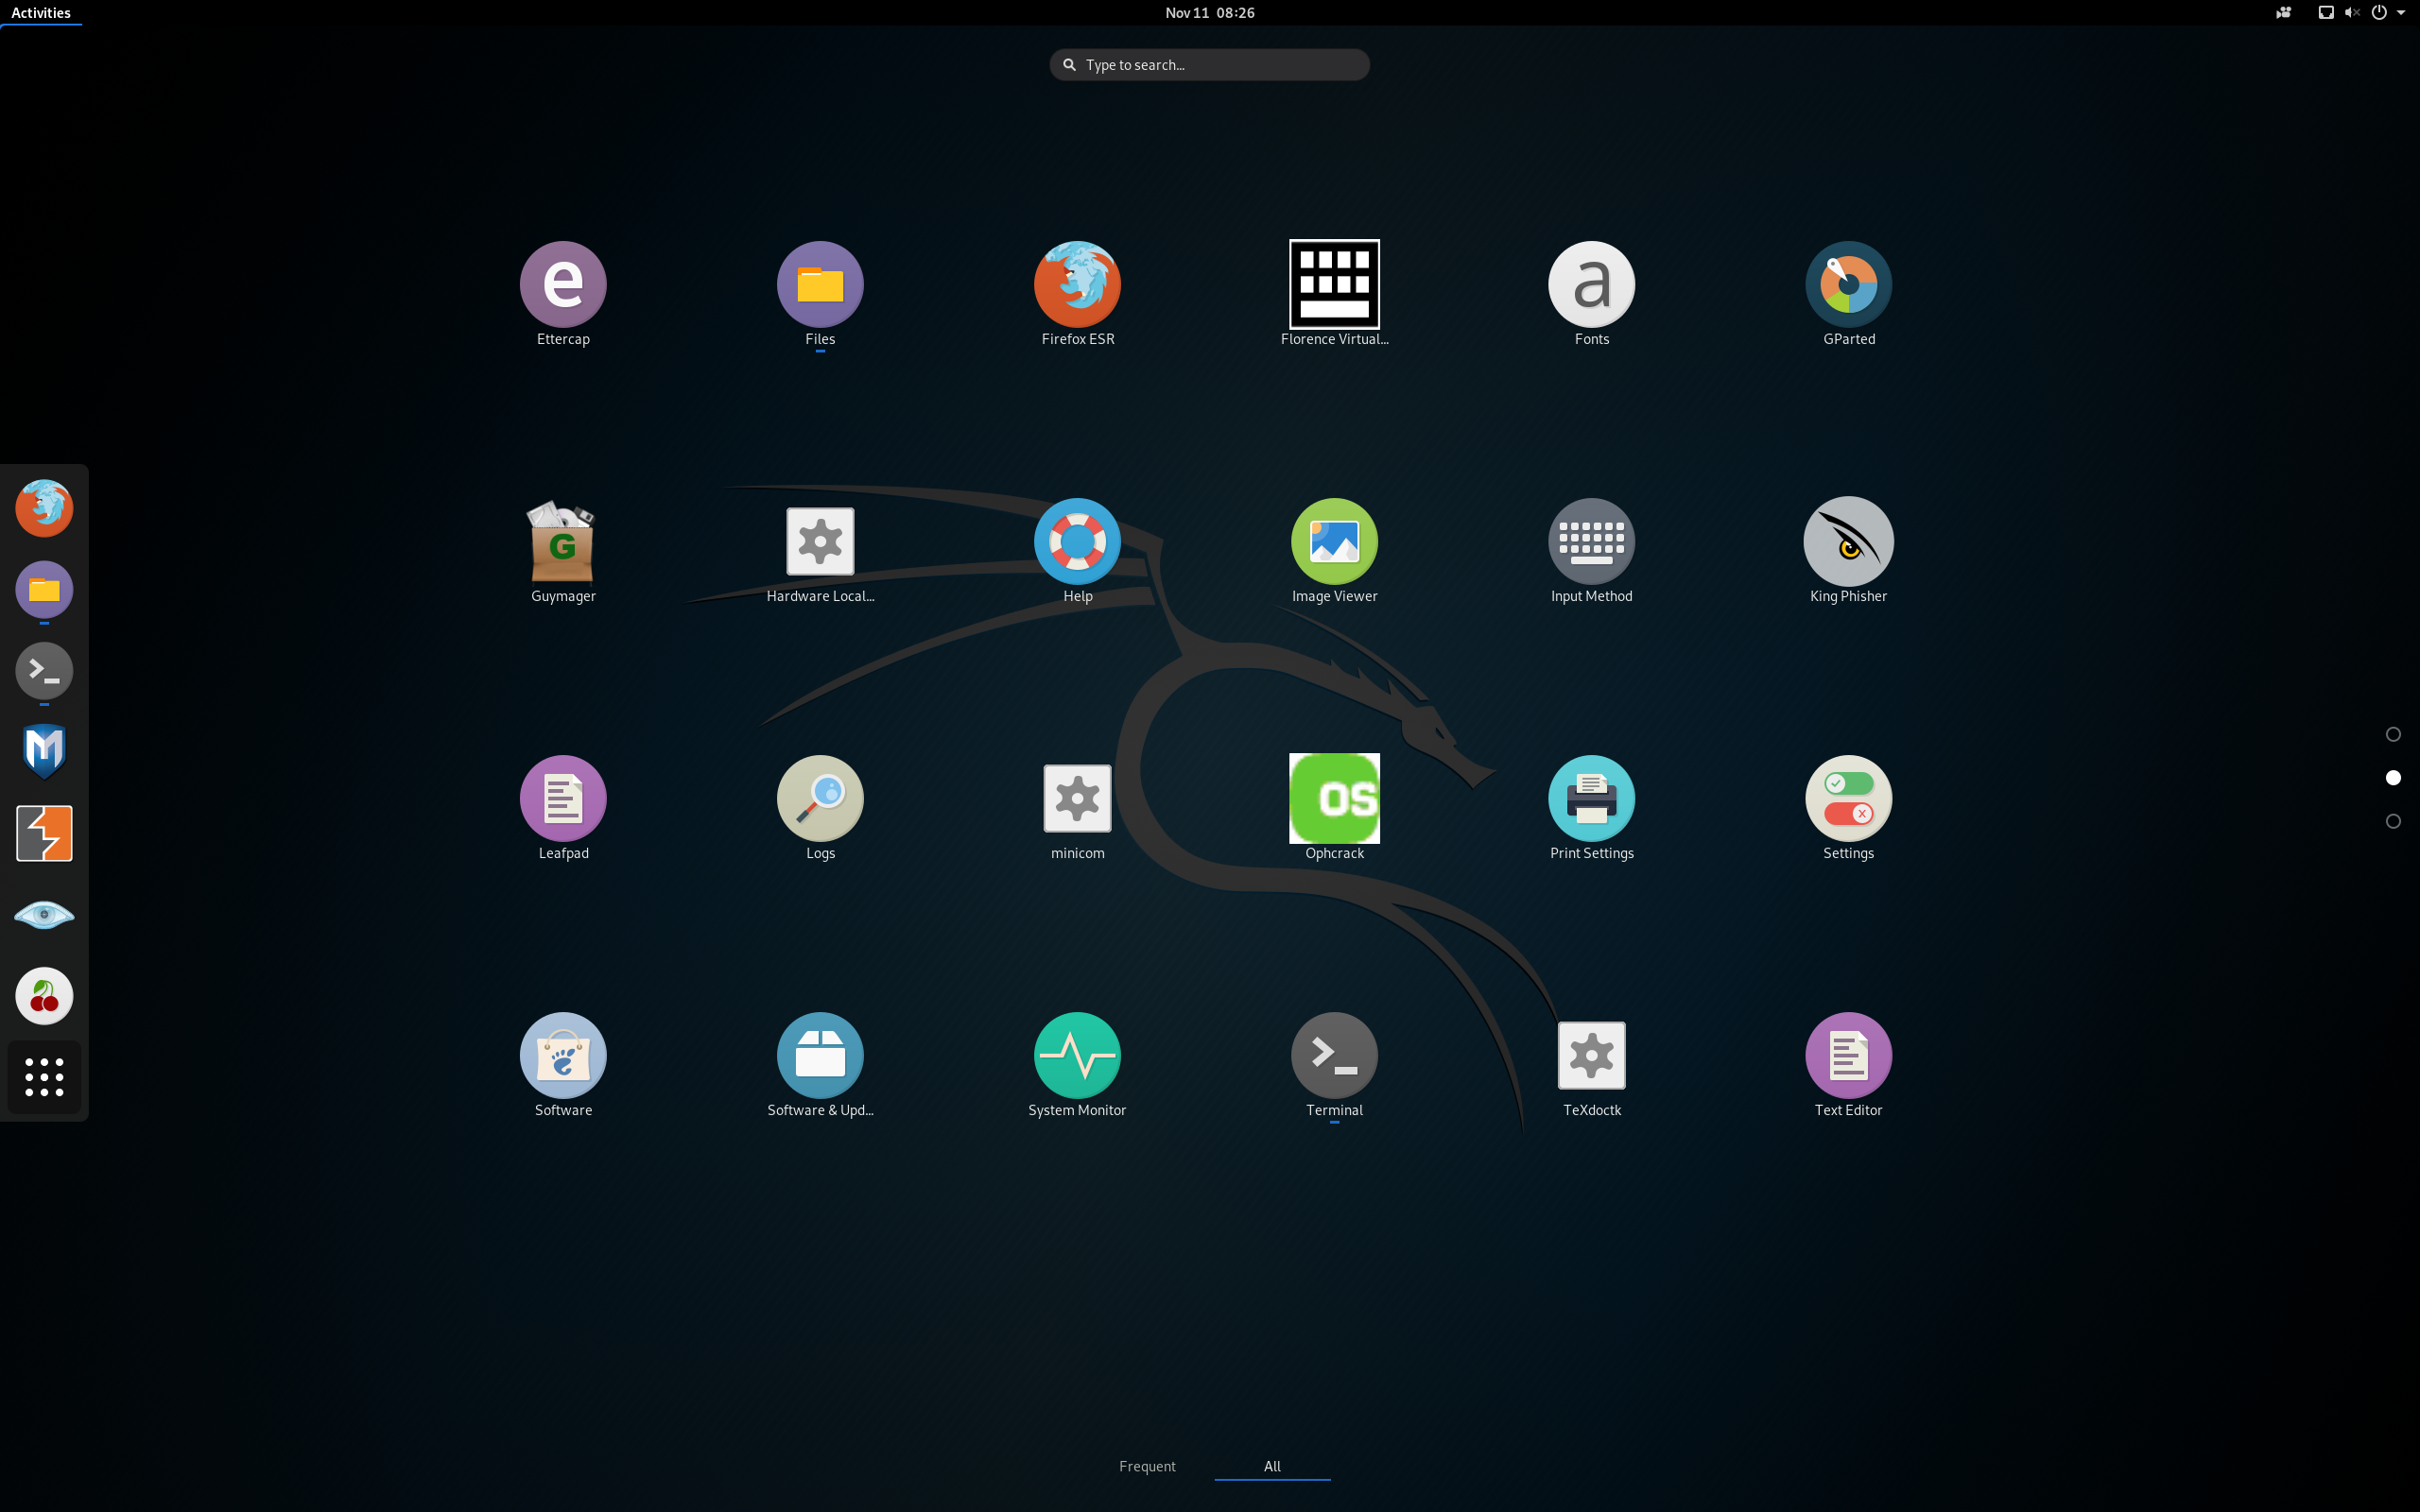 Activities
Nov 11 08:26
Type to search...
e
a
Ettercap
Files
Firefox ESR
Florence Virtual...
Fonts
GParted
G
Guymager
Hardware Local...
Help
Image Viewer
Input Method
King Phisher
OS
Leafpad
Logs
minicom
Ophcrack
Print Settings
Settings
Software
Software & Upd...
System Monitor
Terminal
TeXdoctk
Text Editor
Frequent
All